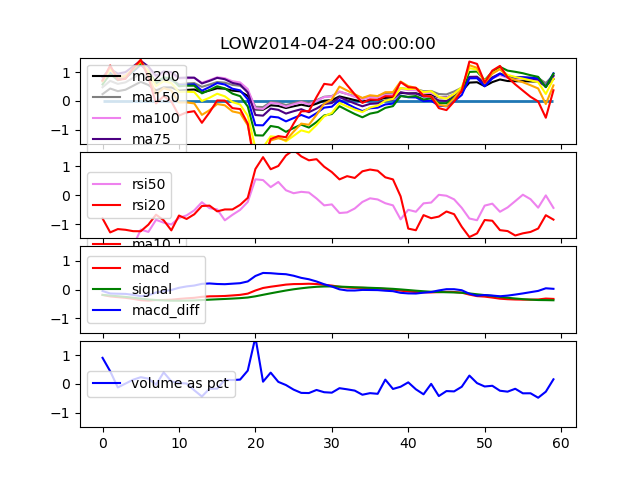 LOW2014-04-24 00:00:00
1
0
−1
ma200
ma150
ma100
ma75
1
0
−1
rsi50
rsi20
ma10
1
0
−1
macd
signal
macd_diff
1
0
−1
volume as pct
0 10 20 30 40 50 60